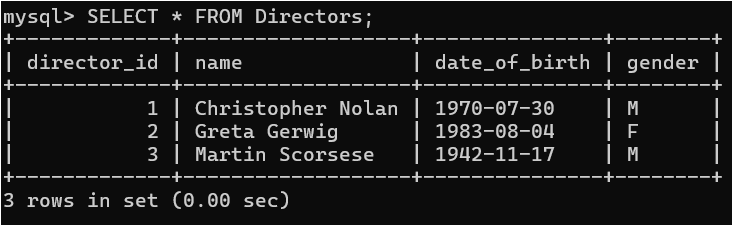 mysql> SELECT * FROM Directors;
+-------------+-------------------+---------------+--------+
| director_id | name              | date_of_birth | gender |
+-------------+-------------------+---------------+--------+
|           1 | Christopher Nolan | 1970-07-30    | M      |
|           2 | Greta Gerwig      | 1983-08-04    | F      |
|           3 | Martin Scorsese   | 1942-11-17    | M      |
+-------------+-------------------+---------------+--------+
3 rows in set (0.00 sec)